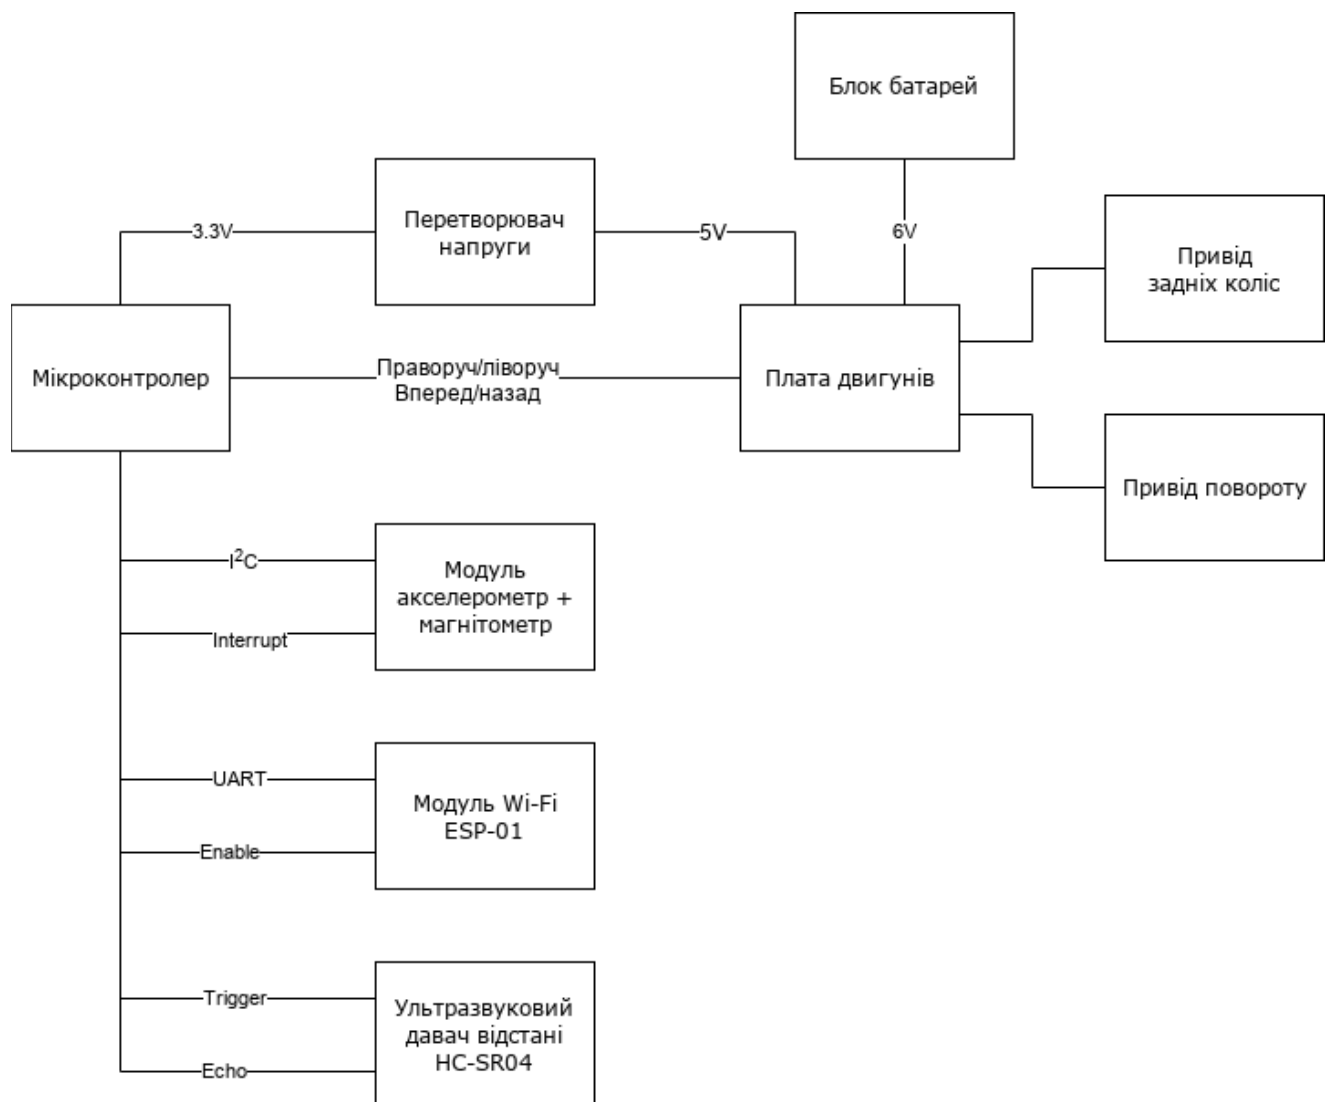 Блок батарей
Перетворювач
напруги
3.3V
5V
6V
Привід
задніх коліс
Мікроконтролер
Праворуч/ліворуч
Вперед/назад
Плата двигунів
Привід повороту
I²C
Interrupt
Модуль
акселерометр +
магнітометр
UART
Enable
Модуль Wi-Fi
ESP-01
Trigger
Echo
Ультразвуковий
давач відстані
HC-SR04